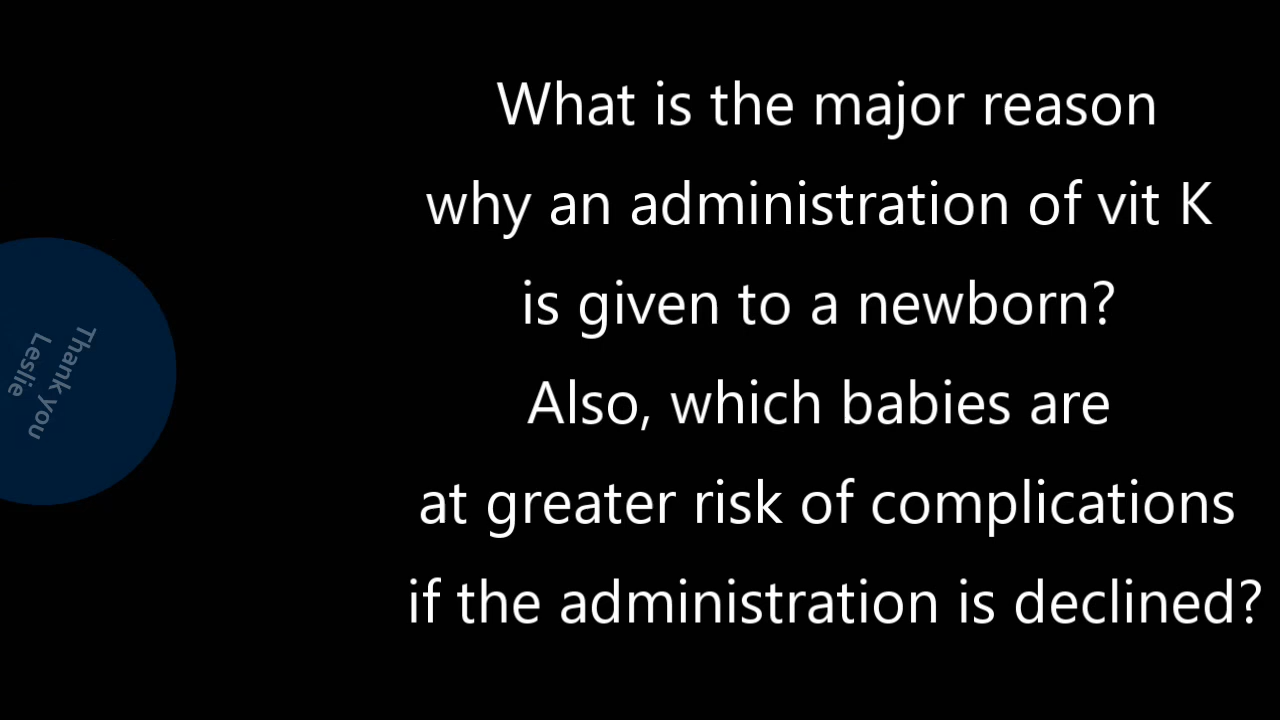 What is the major reason
why an administration of vit K
is given to a newborn?
Also, which babies are
at greater risk of complications
if the administration is declined?
Thank you
Leslie